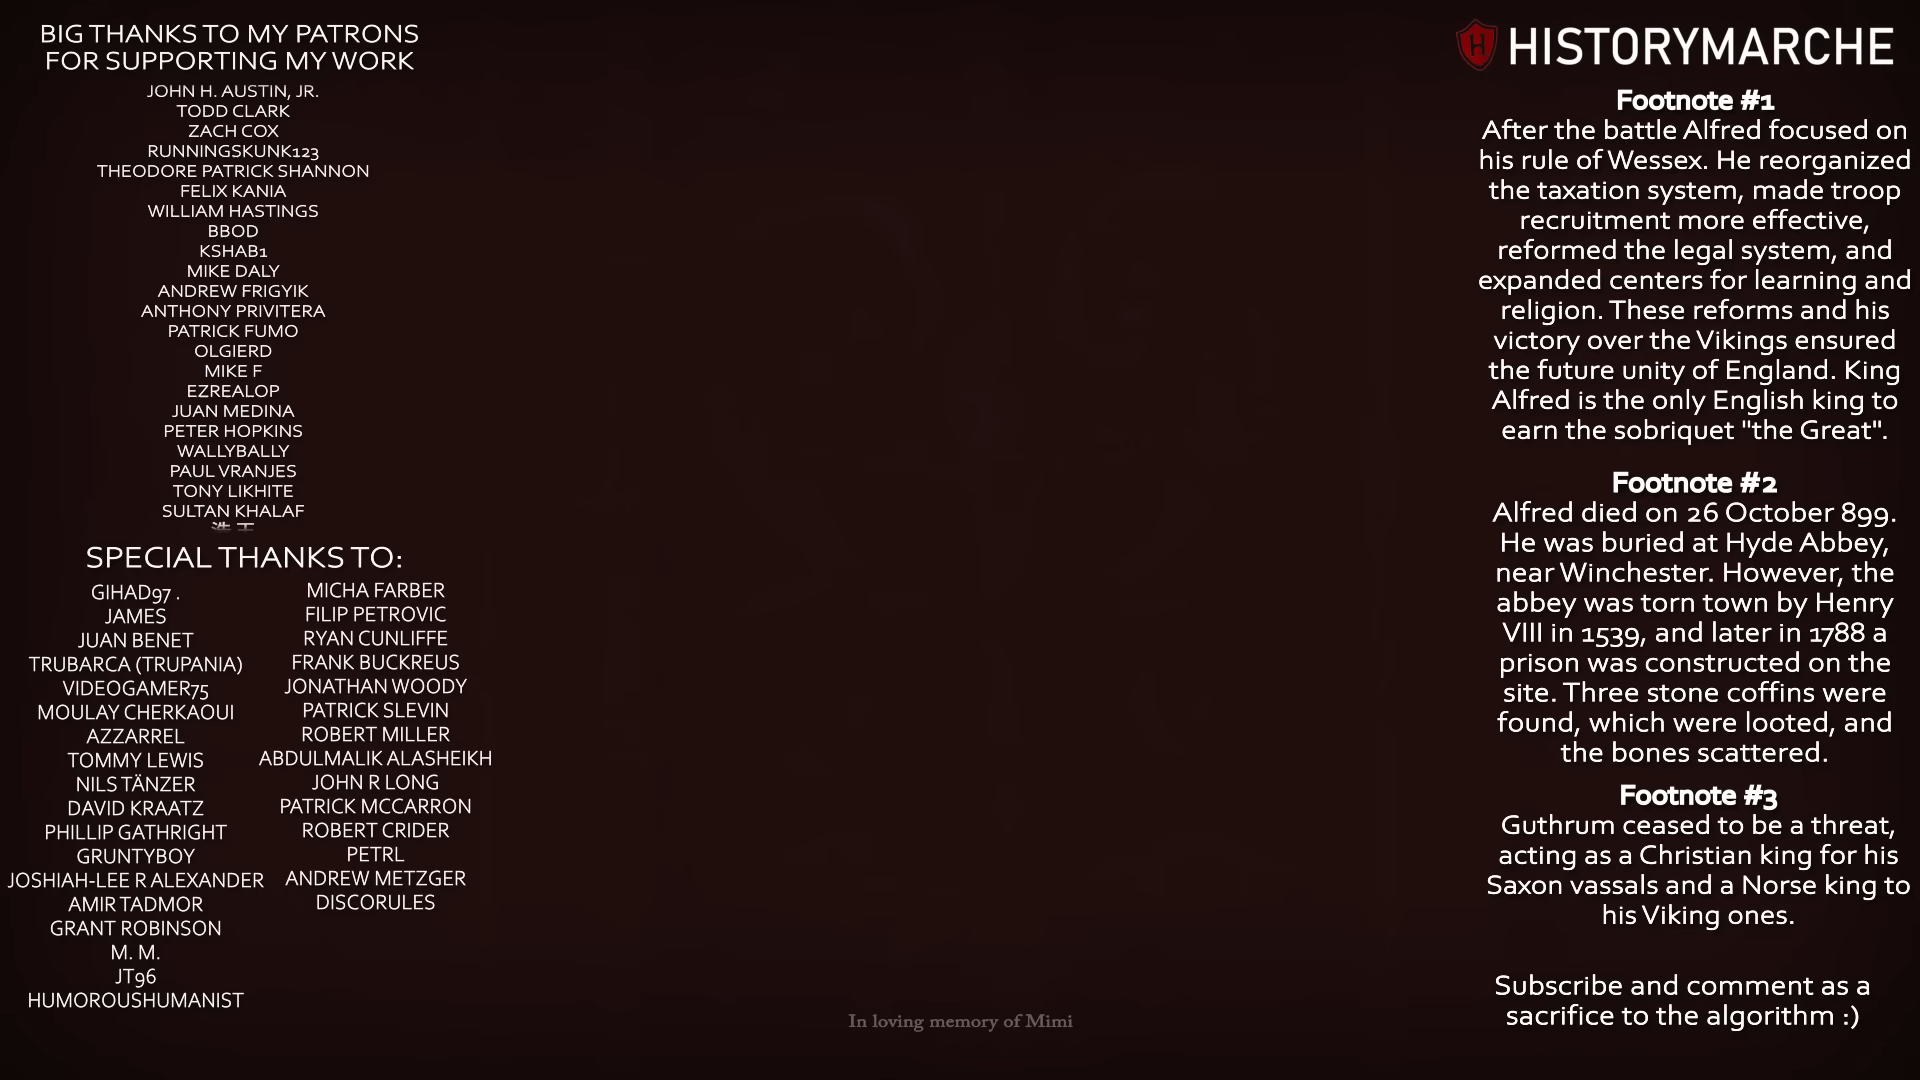 BIG THANKS TO MY PATRONS
FOR SUPPORTING MY WORK
JOHN H. AUSTIN, JR.
TODD CLARK
ZACH COX
RUNNINGSKUNK123
THEODORE PATRICK SHANNON
FELIX KANIA
WILLIAM HASTINGS
BBOD
KSHAB1
MIKE DALY
ANDREW FRIGYIK
ANTHONY PRIVITERA
PATRICK FUMO
OLGIERD
MIKE F
EZREALOP
JUAN MEDINA
PETER HOPKINS
WALLYBALLY
PAUL VRANJES
TONY LIKHITE
SULTAN KHALAF
SPECIAL THANKS TO:
GIHAD97 .
JAMES
JUAN BENET
TRUBARCA (TRUPANIA)
VIDEOGAMER75
MOULAY CHERKAOUI
AZZARREL
TOMMY LEWIS
NILS TÄNZER
DAVID KRAATZ
PHILLIP GATHRIGHT
GRUNTYBOY
JOSHIAH-LEE R ALEXANDER
AMIR TADMOR
GRANT ROBINSON
M. M.
JT96
HUMOROUSHUMANIST
MICHA FARBER
FILIP PETROVIC
RYAN CUNLIFFE
FRANK BUCKREUS
JONATHAN WOODY
PATRICK SLEVIN
ROBERT MILLER
ABDULMALIK ALASHEIKH
JOHN R LONG
PATRICK MCCARRON
ROBERT CRIDER
PETRL
ANDREW METZGER
DISCORULES
In loving memory of Mimi
H HISTORYMARCHE
Footnote #1
After the battle Alfred focused on
his rule of Wessex. He reorganized
the taxation system, made troop
recruitment more effective,
reformed the legal system, and
expanded centers for learning and
religion. These reforms and his
victory over the Vikings ensured
the future unity of England. King
Alfred is the only English king to
earn the sobriquet "the Great".
Footnote #2
Alfred died on 26 October 899.
He was buried at Hyde Abbey,
near Winchester. However, the
abbey was torn town by Henry
VIII in 1539, and later in 1788 a
prison was constructed on the
site. Three stone coffins were
found, which were looted, and
the bones scattered.
Footnote #3
Guthrum ceased to be a threat,
acting as a Christian king for his
Saxon vassals and a Norse king to
his Viking ones.
Subscribe and comment as a
sacrifice to the algorithm :)